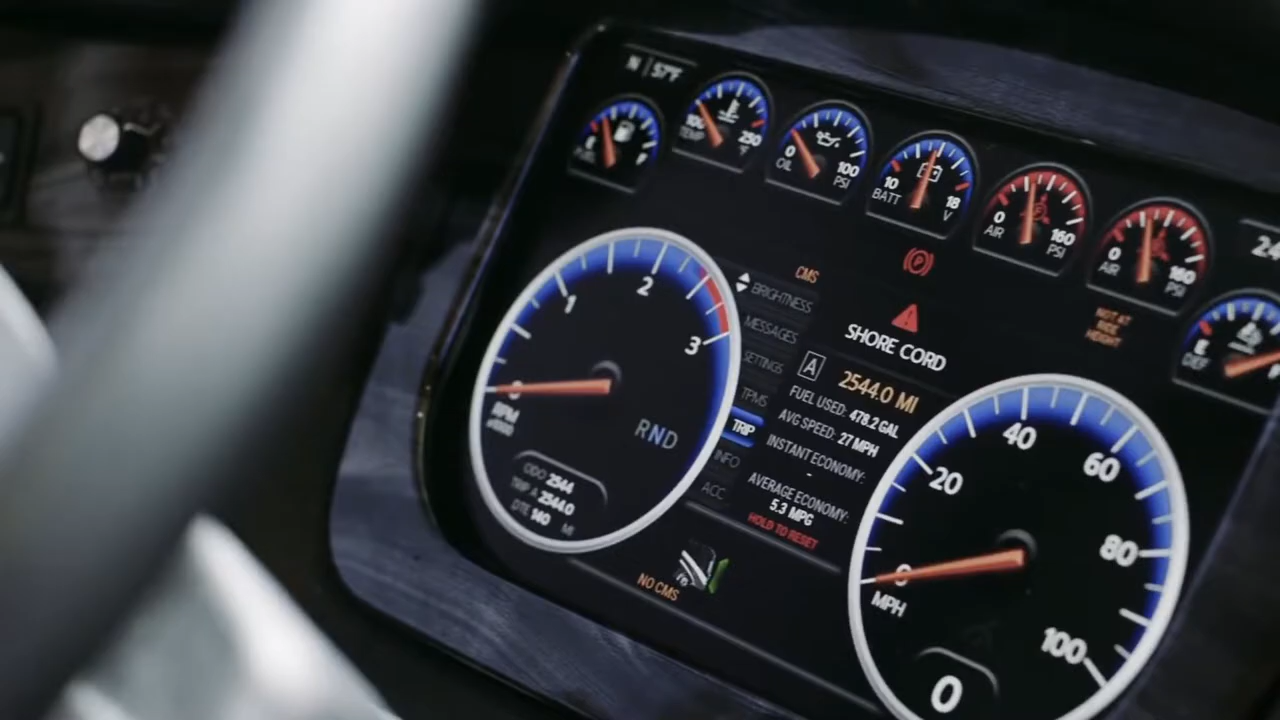 N 57°F
E F
FUEL
100 250
TEMP °F
0 100
OIL PSI
10 18
BATT V
0 160
AIR PSI
0 160
AIR PSI
24
E
DEF
P
NOT AT
RIDE
HEIGHT
1 2 3
0
RPM
x1000
RND
ODO 2544
TRIP A 2544.0
DTE 140 MI
CMS
BRIGHTNESS
MESSAGES
SETTINGS
TPMS
TRIP
INFO
ACC
SHORE CORD
A 2544.0 MI
FUEL USED: 478.2 GAL
AVG SPEED: 27 MPH
INSTANT ECONOMY:
-
AVERAGE ECONOMY:
5.3 MPG
HOLD TO RESET
NO CMS
0 20 40 60 80 100
MPH
0